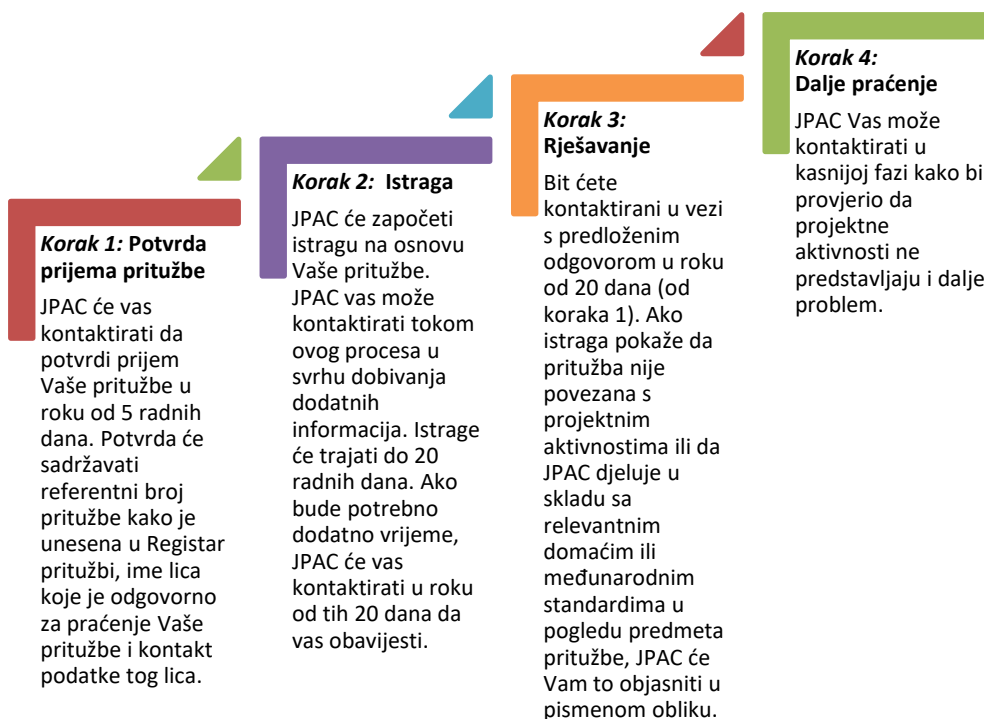 Korak 1: Potvrda
prijema pritužbe
JPAC će vas
kontaktirati da
potvrdi prijem
Vaše pritužbe u
roku od 5 radnih
dana. Potvrda će
sadržavati
referentni broj
pritužbe kako je
unesena u Registar
pritužbi, ime lica
koje je odgovorno
za praćenje Vaše
pritužbe i kontakt
podatke tog lica.
Korak 2: Istraga
JPAC će započeti
istragu na osnovu
Vaše pritužbe.
JPAC vas može
kontaktirati tokom
ovog procesa u
svrhu dobivanja
dodatnih
informacija. Istrage
će trajati do 20
radnih dana. Ako
bude potrebno
dodatno vrijeme,
JPAC će vas
kontaktirati u roku
od tih 20 dana da
vas obavijesti.
Korak 3:
Rješavanje
Bit ćete
kontaktirani u vezi
s predloženim
odgovorom u roku
od 20 dana (od
koraka 1). Ako
istraga pokaže da
pritužba nije
povezana s
projektnim
aktivnostima ili da
JPAC djeluje u
skladu sa
relevantnim
domaćim ili
međunarodnim
standardima u
pogledu predmeta
pritužbe, JPAC će
Vam to objasniti u
pismenom obliku.
Korak 4:
Dalje praćenje
JPAC Vas može
kontaktirati u
kasnijoj fazi kako bi
provjerio da
projektne
aktivnosti ne
predstavljaju i dalje
problem.